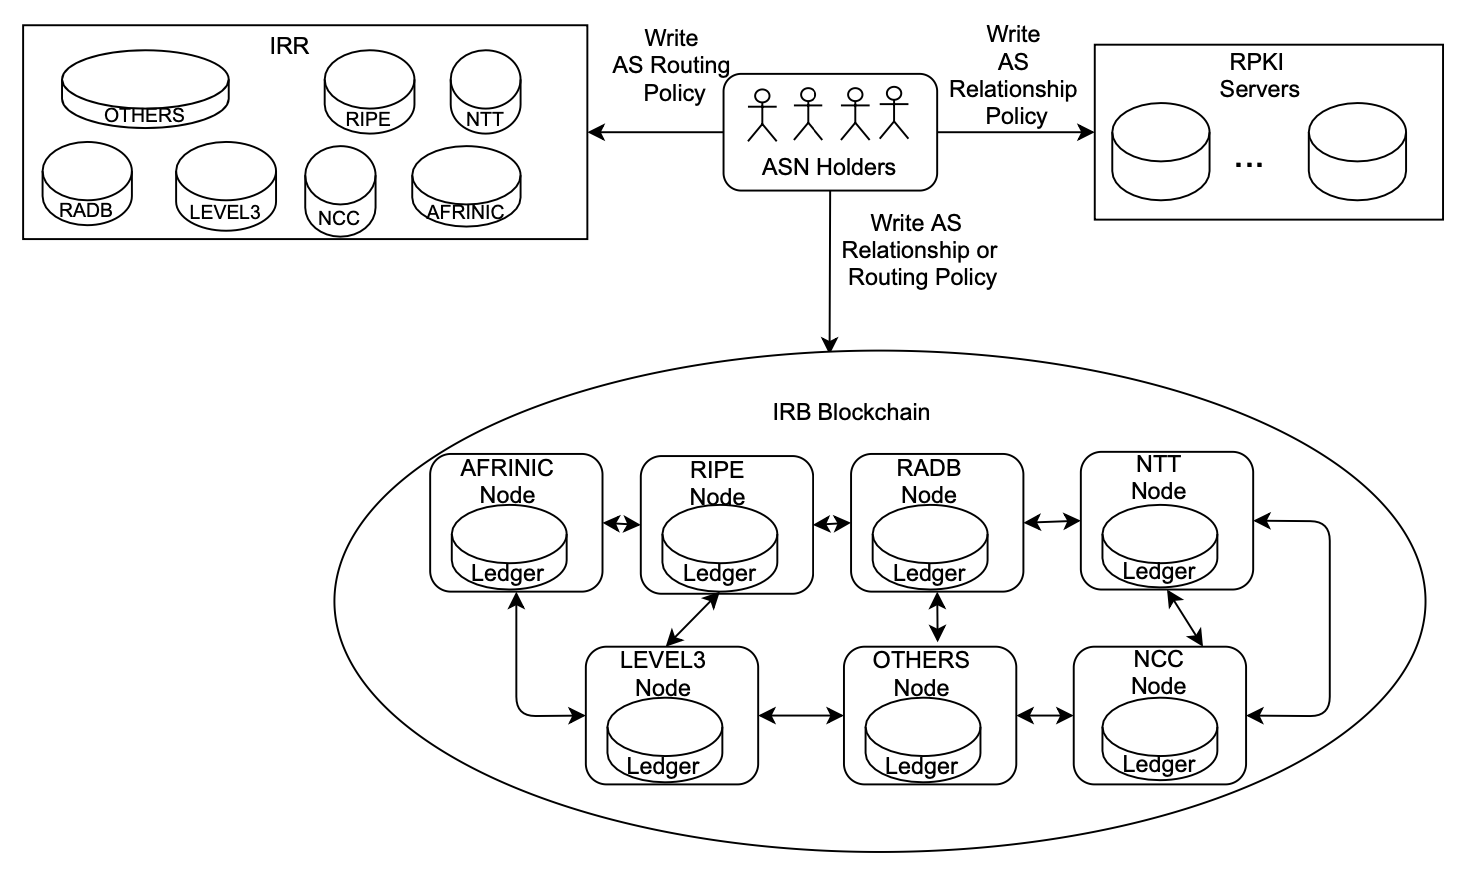 IRR
OTHERS
RIPE
NTT
RADB
LEVEL3
NCC
AFRINIC
Write
AS Routing
Policy
ASN Holders
Write
AS
Relationship
Policy
RPKI
Servers
...
Write AS
Relationship or
Routing Policy
IRB Blockchain
AFRINIC
Node
Ledger
RIPE
Node
Ledger
RADB
Node
Ledger
NTT
Node
Ledger
LEVEL3
Node
Ledger
OTHERS
Node
Ledger
NCC
Node
Ledger